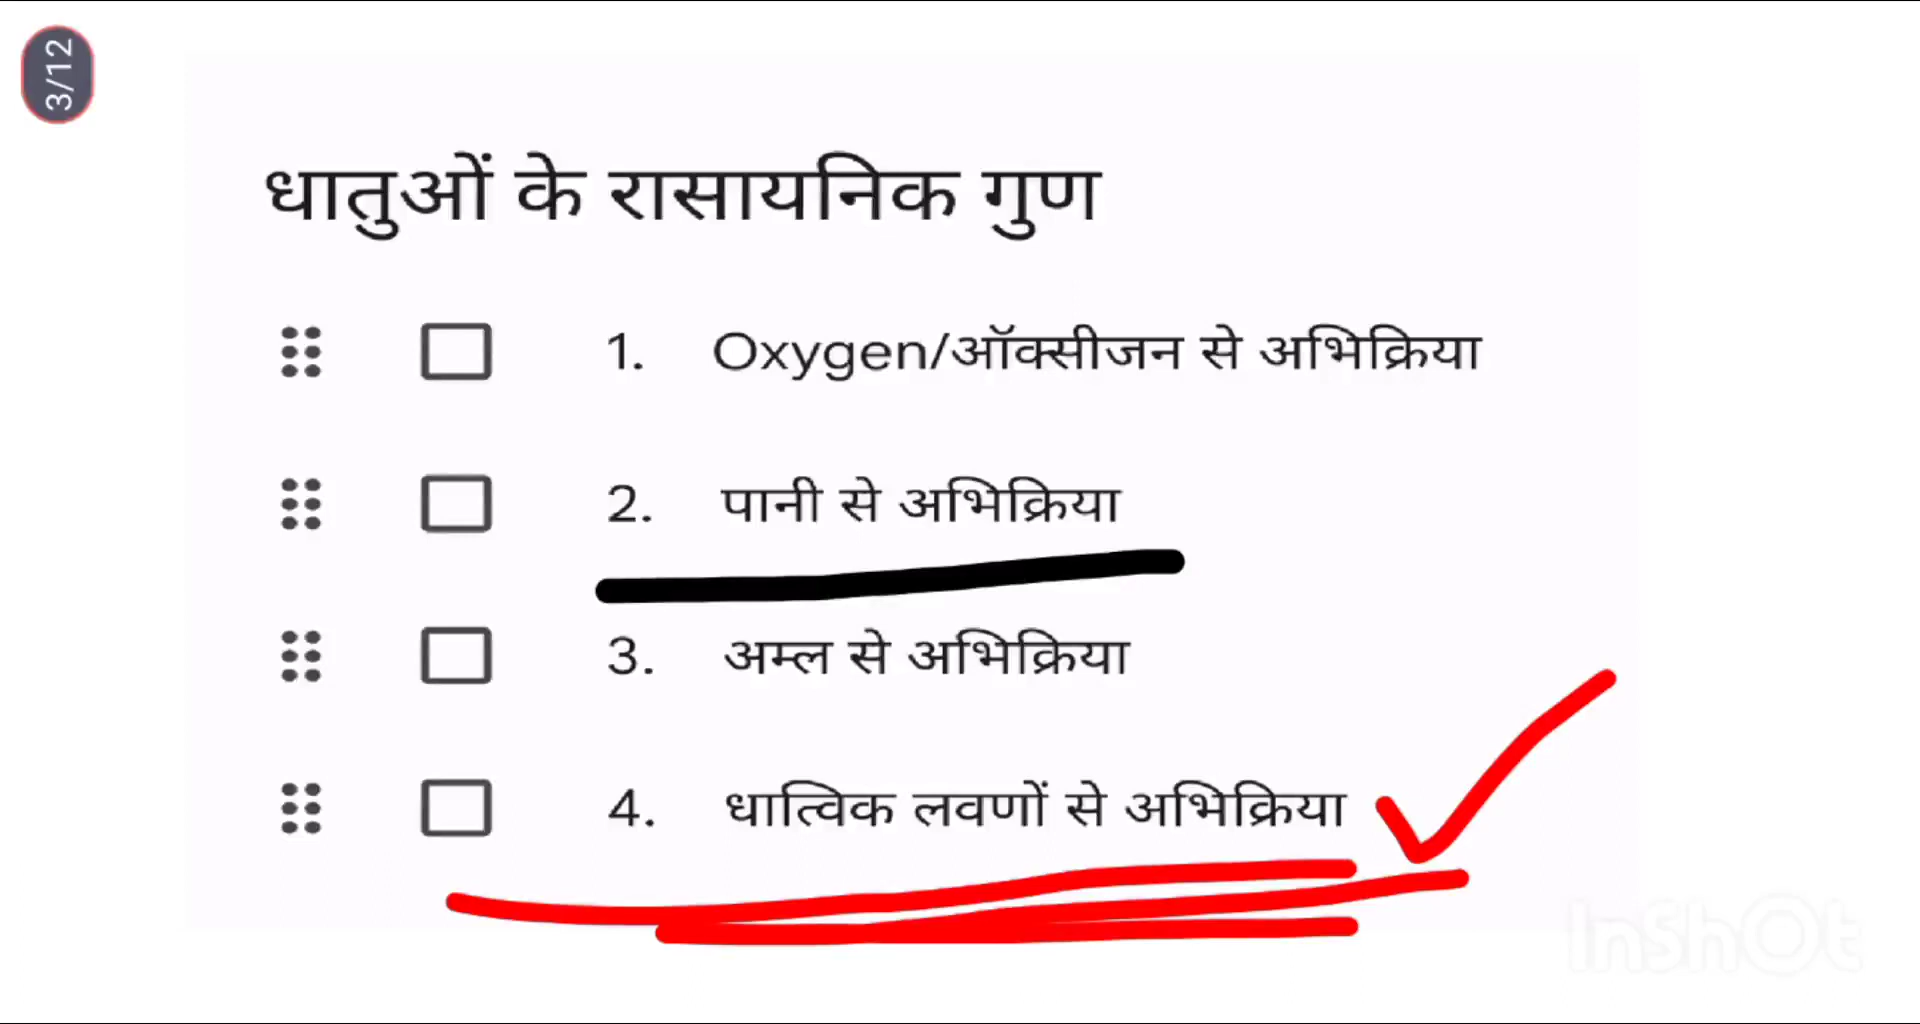 3/12
धातुओं के रासायनिक गुण
1. Oxygen/ऑक्सीजन से अभिक्रिया
2. पानी से अभिक्रिया
3. अम्ल से अभिक्रिया
4. धात्विक लवणों से अभिक्रिया
InShOt